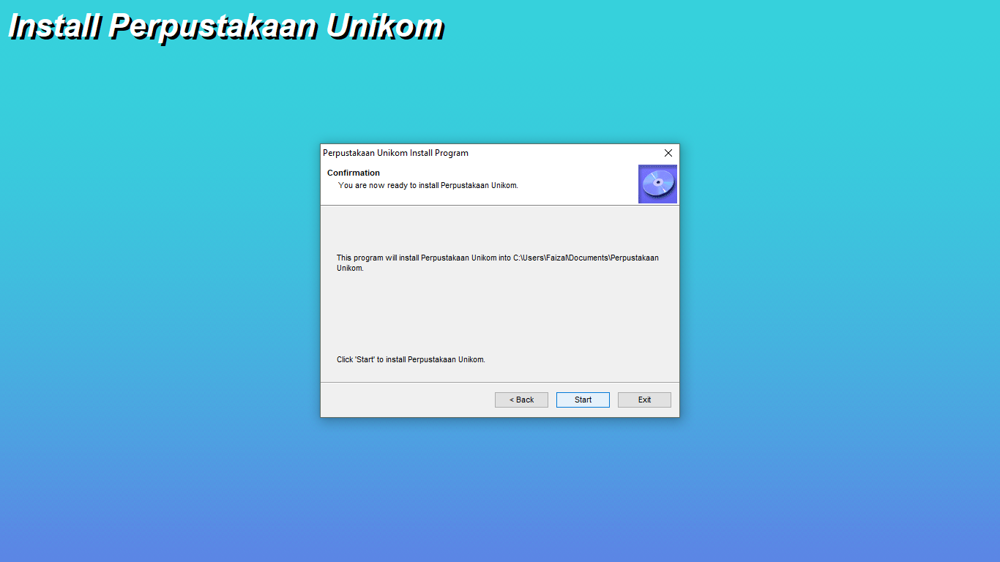 Install Perpustakaan Unikom
Perpustakaan Unikom Install Program
Confirmation
You are now ready to install Perpustakaan Unikom.
This program will install Perpustakaan Unikom into C:\Users\Faizal\Documents\Perpustakaan
Unikom.
Click 'Start' to install Perpustakaan Unikom.
< Back
Start
Exit